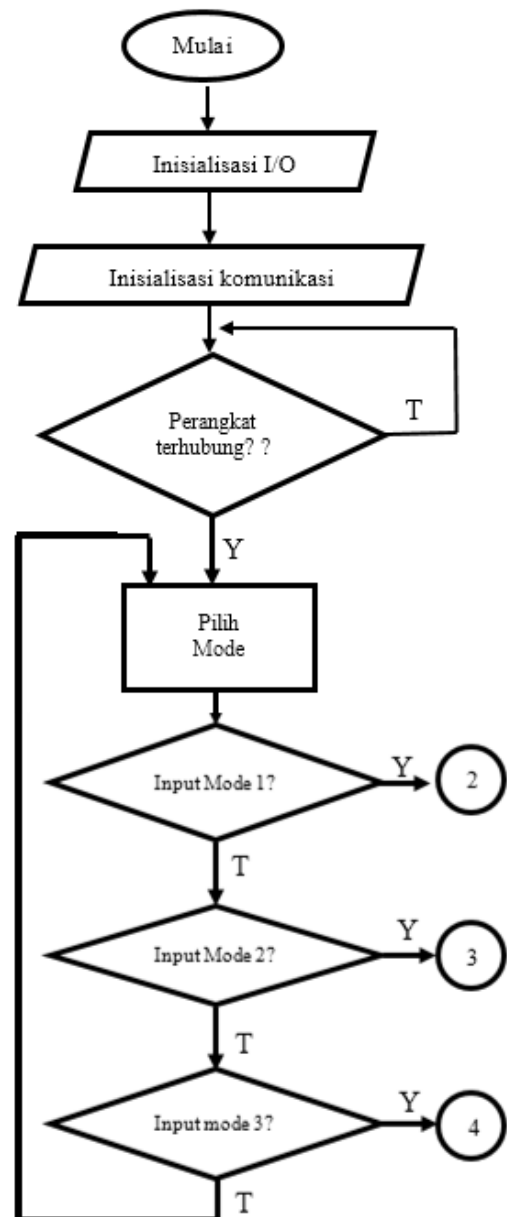 Mulai
Inisialisasi I/O
Inisialisasi komunikasi
Perangkat
terhubung? ?
T
Y
Pilih
Mode
Input Mode 1?
Y
2
T
Input Mode 2?
Y
3
T
Input mode 3?
Y
4
T